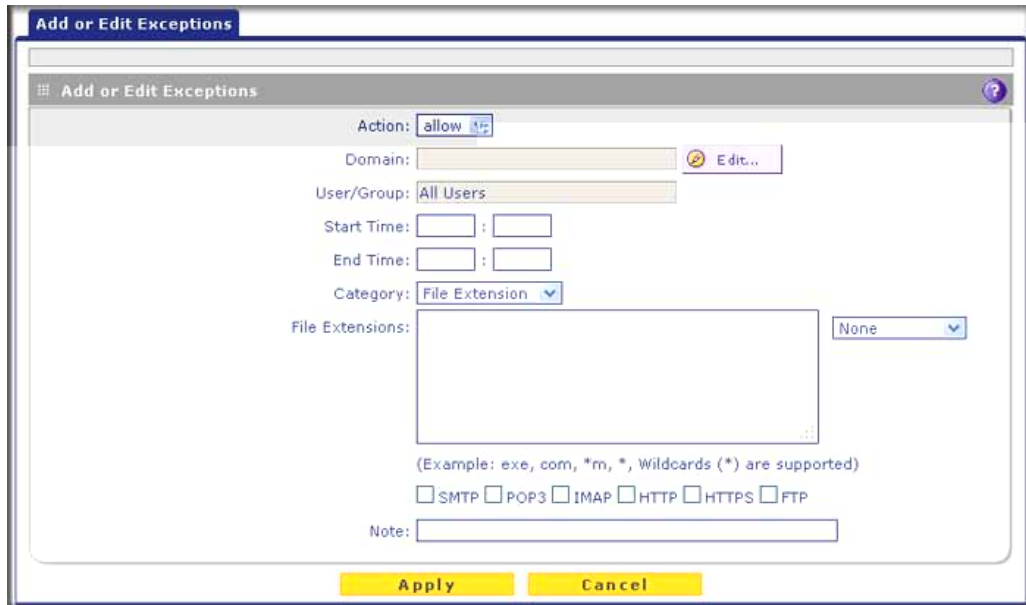 Add or Edit Exceptions
Add or Edit Exceptions ?
Action: allow
Domain: Edit...
User/Group: All Users
Start Time: :
End Time: :
Category: File Extension
File Extensions: None
(Example: exe, com, *m, *, Wildcards (*) are supported)
SMTP POP3 IMAP HTTP HTTPS FTP
Note:
Apply Cancel